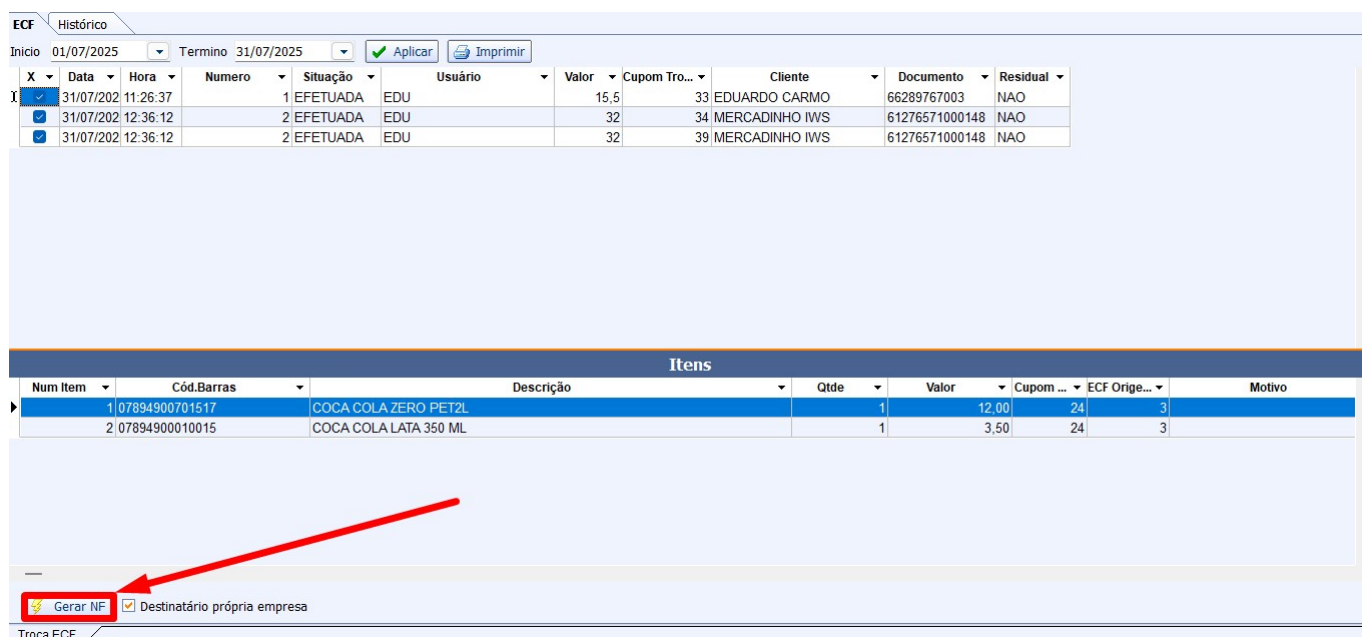 ECF Histórico
Inicio 01/07/2025 Termino 31/07/2025 Aplicar Imprimir
X Data Hora Numero Situação Usuário Valor Cupom Tro... Cliente Documento Residual
31/07/202 11:26:37 1 EFETUADA EDU 15,5 33 EDUARDO CARMO 66289767003 NAO
31/07/202 12:36:12 2 EFETUADA EDU 32 34 MERCADINHO IWS 61276571000148 NAO
31/07/202 12:36:12 2 EFETUADA EDU 32 39 MERCADINHO IWS 61276571000148 NAO
Itens
Num Item Cód.Barras Descrição Qtde Valor Cupom ... ECF Orige... Motivo
1 07894900701517 COCA COLA ZERO PET2L 1 12,00 24 3
2 07894900010015 COCA COLA LATA 350 ML 1 3,50 24 3
Gerar NF Destinatário própria empresa
Troca ECF